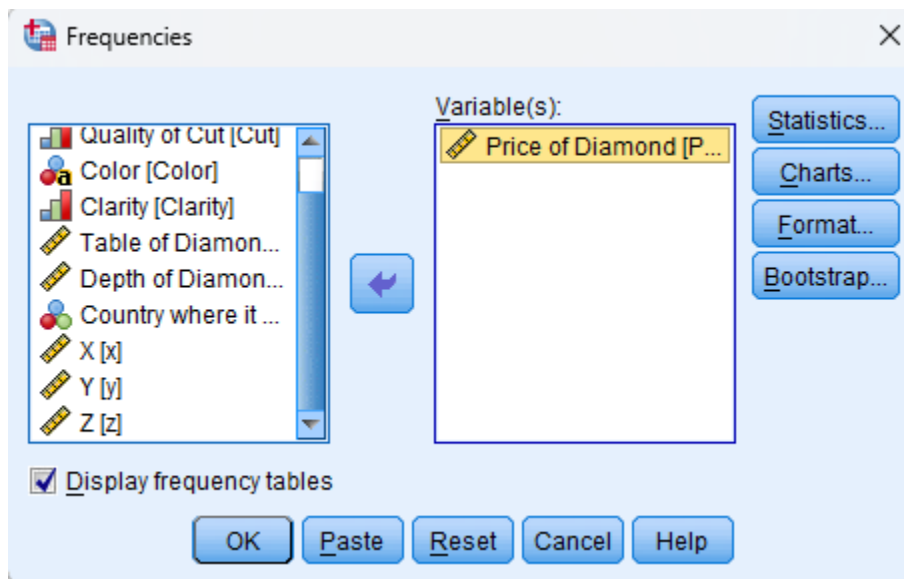 Frequencies
Variable(s):
Quality of Cut [Cut]
Color [Color]
Clarity [Clarity]
Table of Diamon...
Depth of Diamon...
Country where it ...
X [x]
Y [y]
Z [z]
Price of Diamond [P...
Statistics...
Charts...
Format...
Bootstrap...
Display frequency tables
OK Paste Reset Cancel Help